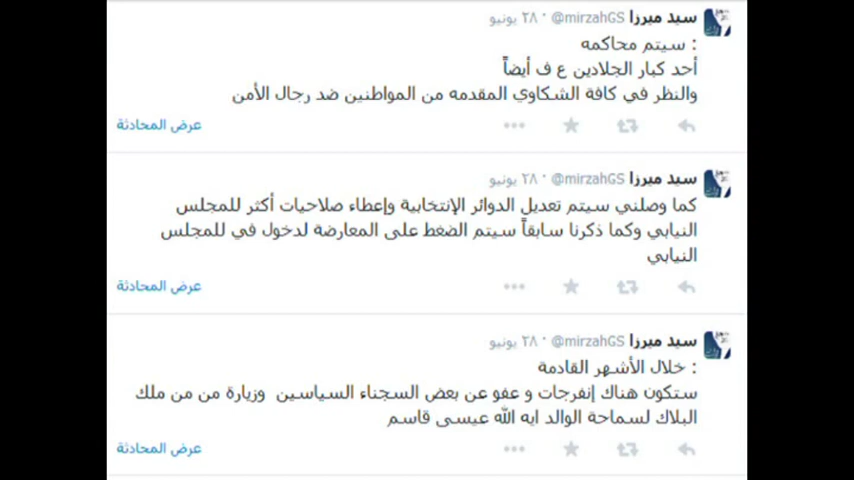 سيد ميرزا @mirzahGS · ٢٨ يونيو
: سيتم محاكمه
أحد كبار الجلادين ع ف أيضاً
والنظر في كافة الشكاوي المقدمه من المواطنين ضد رجال الأمن
عرض المحادثة
سيد ميرزا @mirzahGS · ٢٨ يونيو
كما وصلني سيتم تعديل الدوائر الإنتخابية وإعطاء صلاحيات أكثر للمجلس
النيابي وكما ذكرنا سابقاً سيتم الضغط على المعارضة لدخول في للمجلس
النيابي
عرض المحادثة
سيد ميرزا @mirzahGS · ٢٨ يونيو
: خلال الأشهر القادمة
ستكون هناك إنفرجات و عفو عن بعض السجناء السياسين وزيارة من من ملك
البلاك لسماحة الوالد ايه الله عيسى قاسم
عرض المحادثة